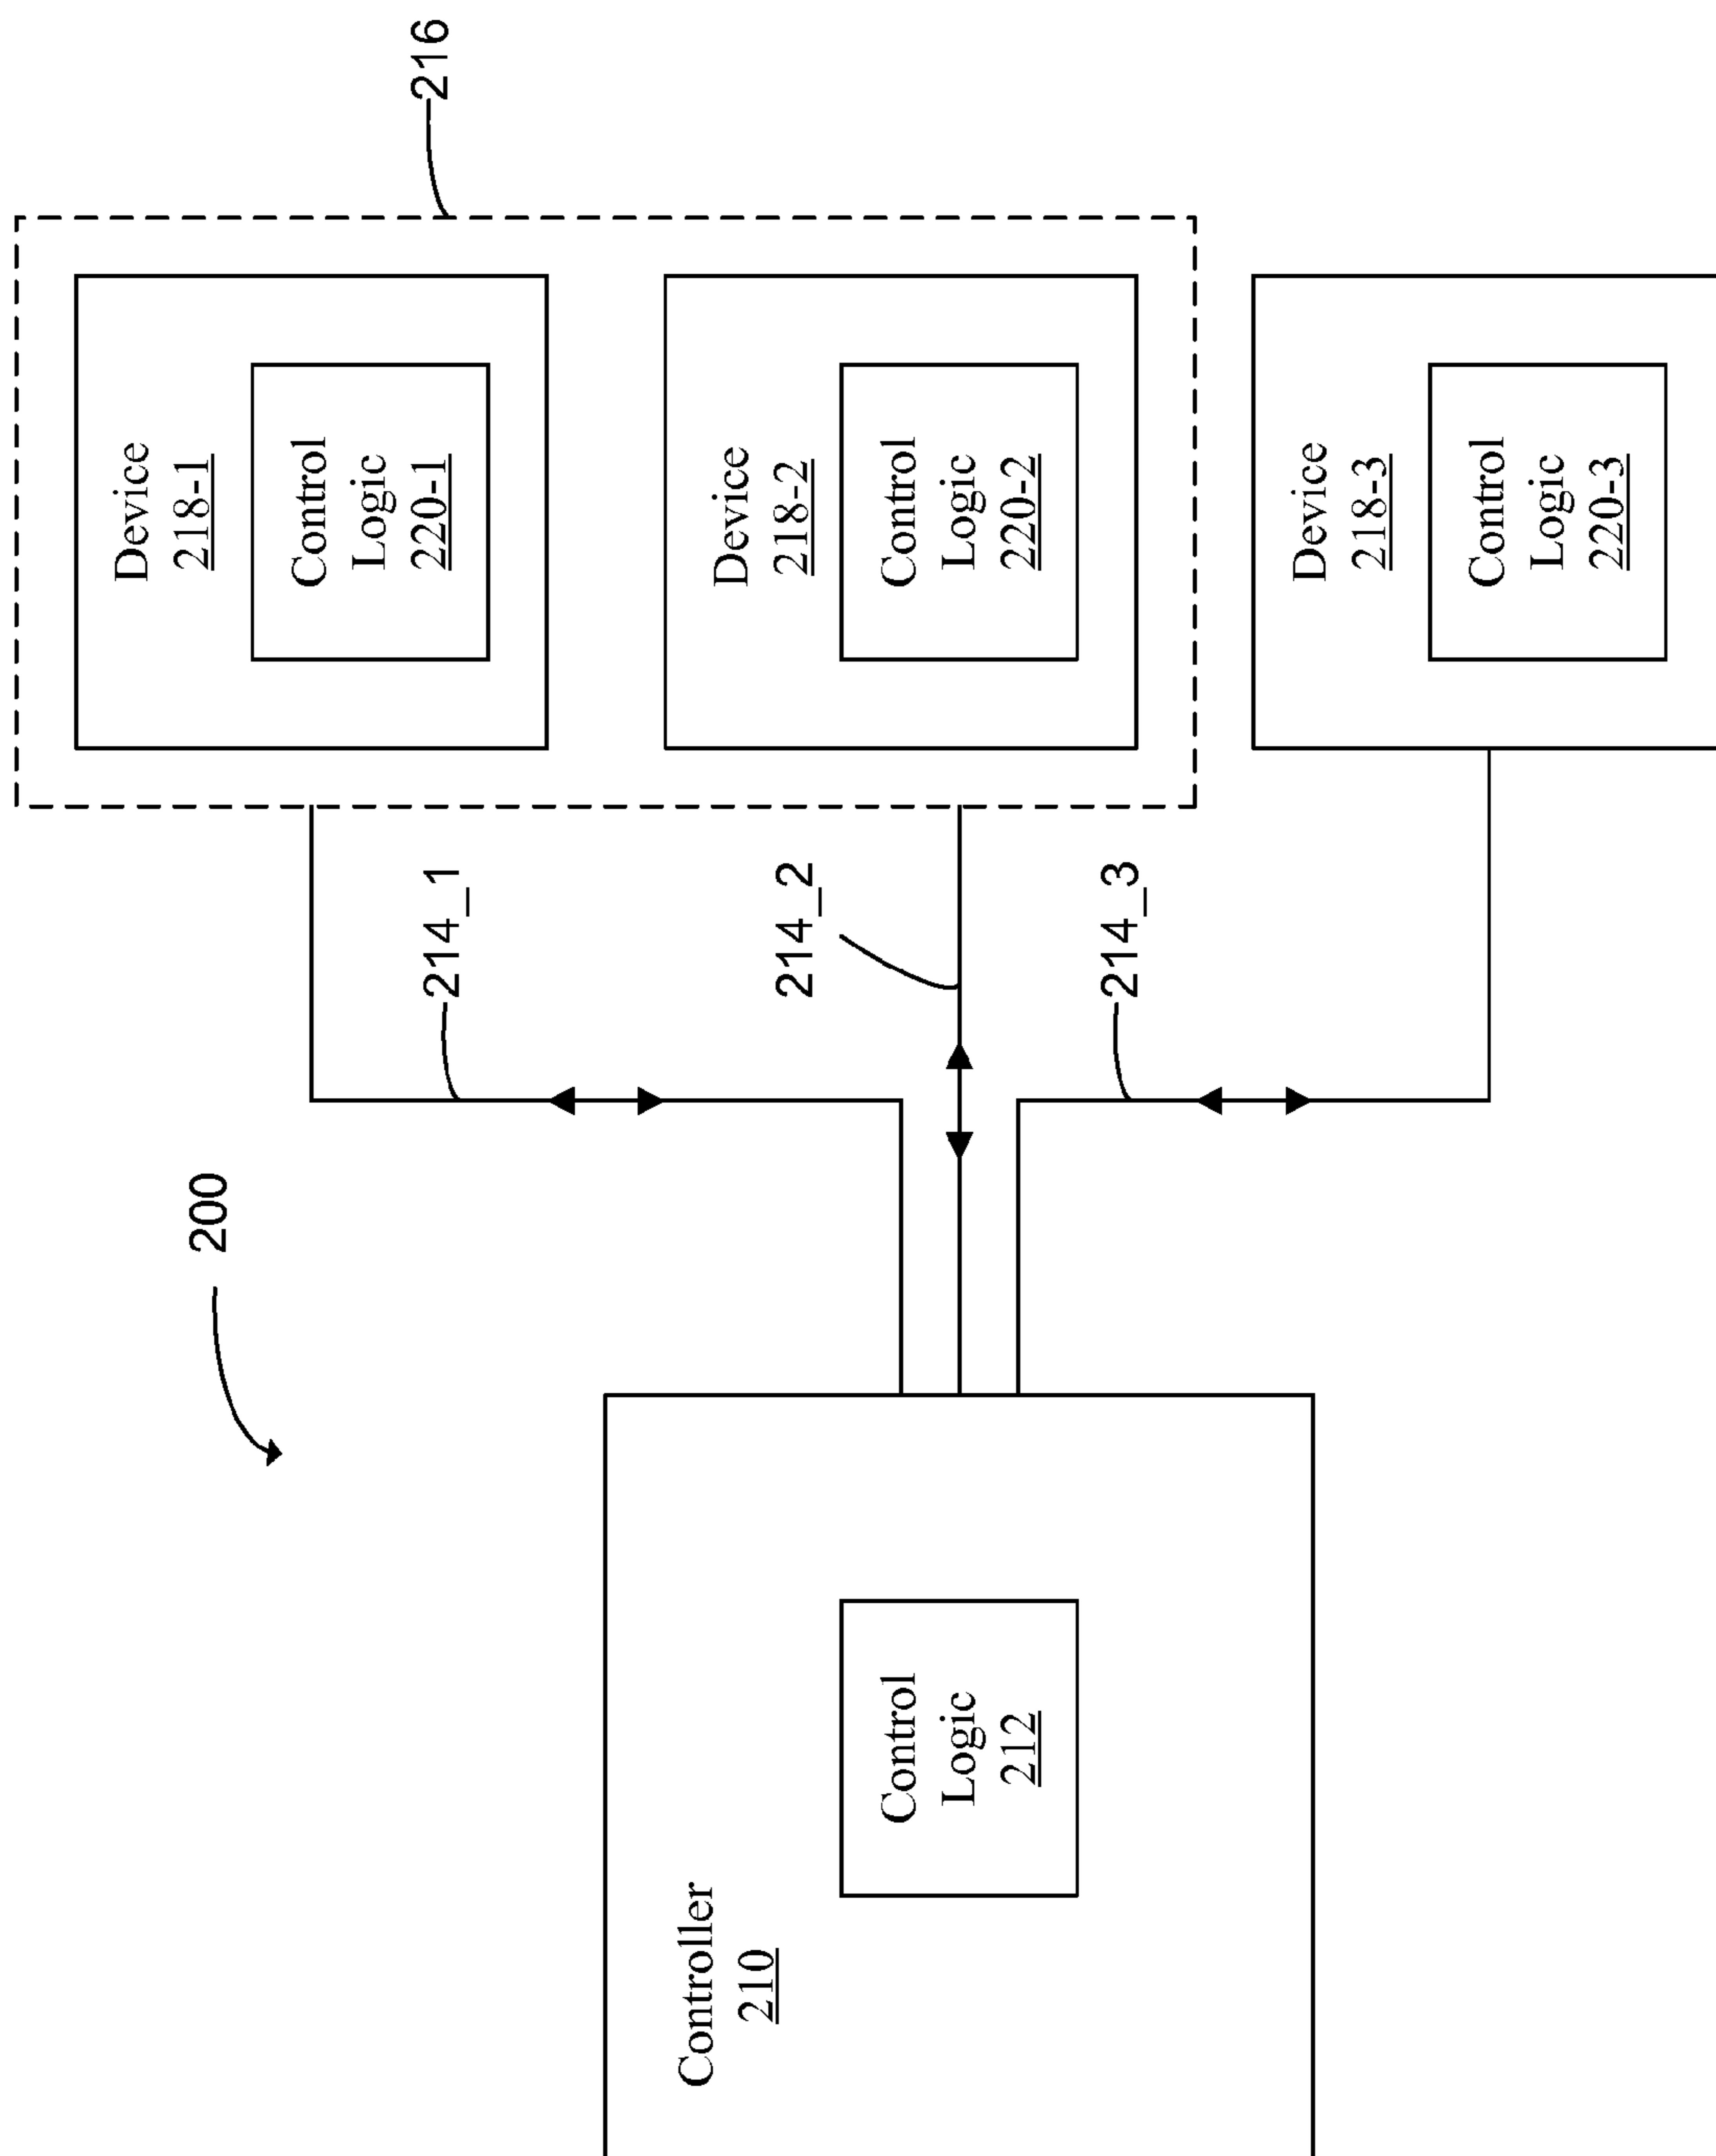 200
Controller
210
Control
Logic
212
214_1
214_2
214_3
216
Device
218-1
Control
Logic
220-1
Device
218-2
Control
Logic
220-2
Device
218-3
Control
Logic
220-3